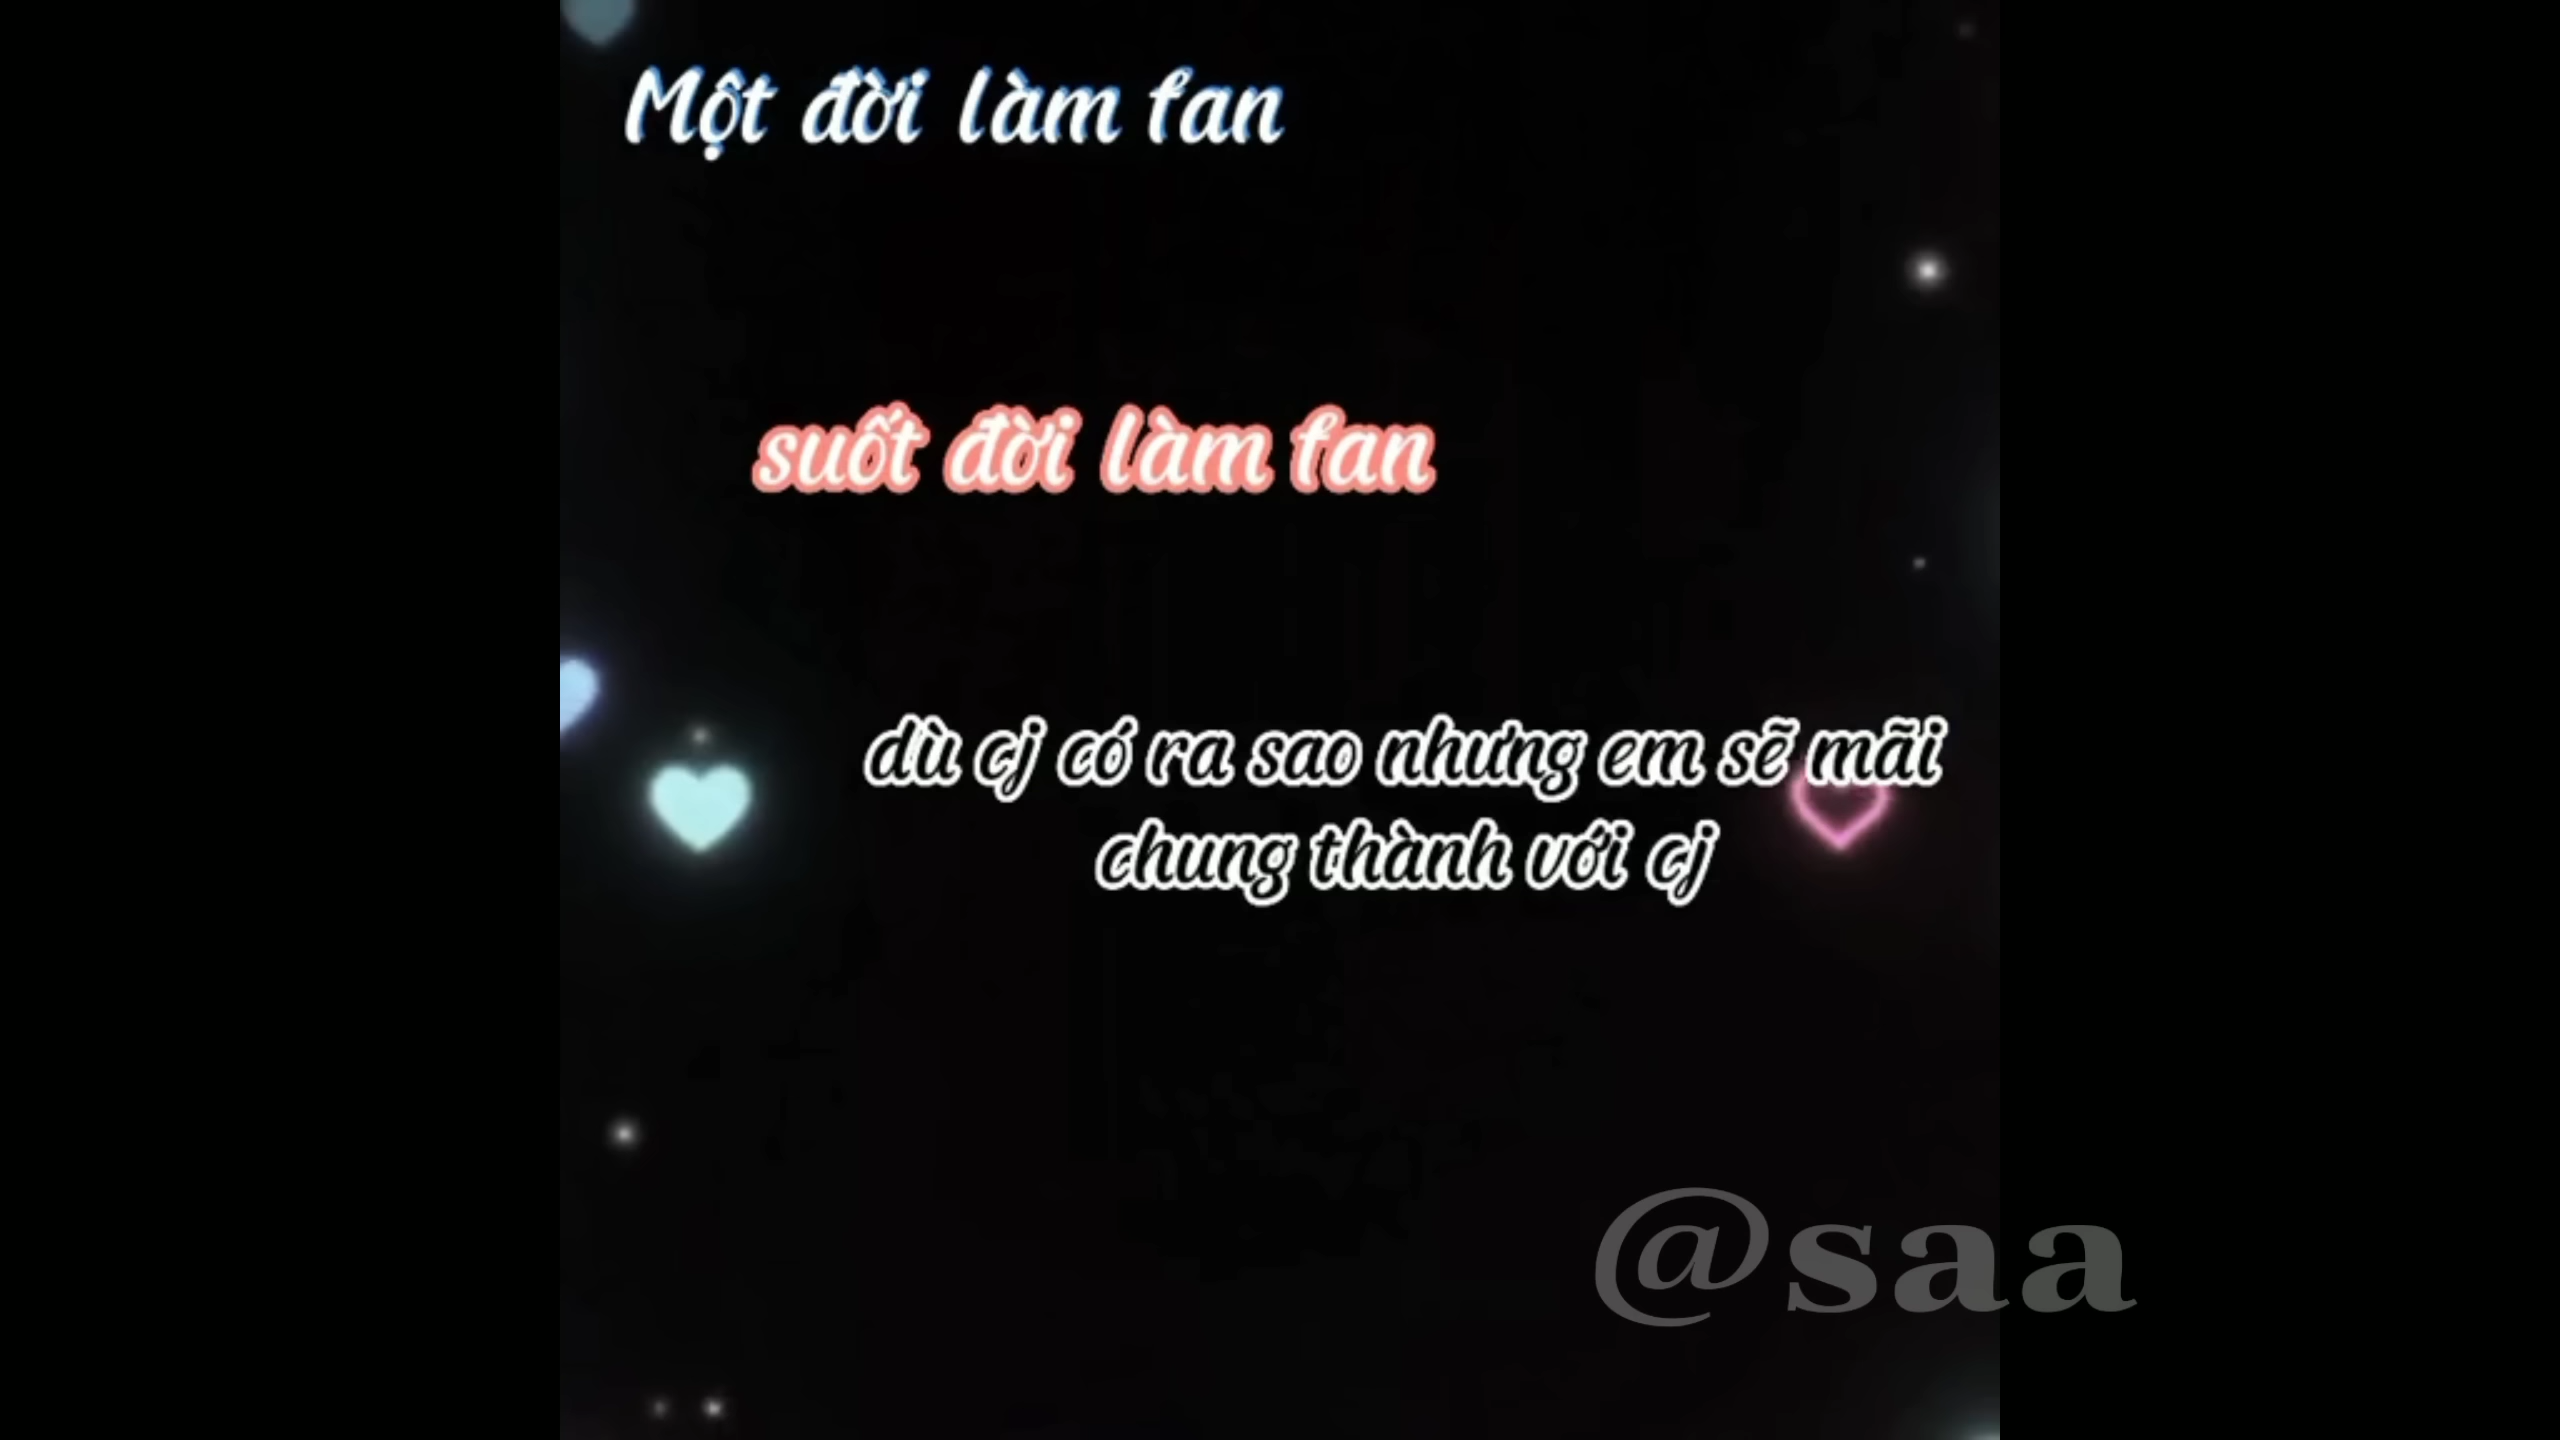 Một đời làm fan
suốt đời làm fan
dù cj có ra sao nhưng em sẽ mãi
chung thành với cj
@saa